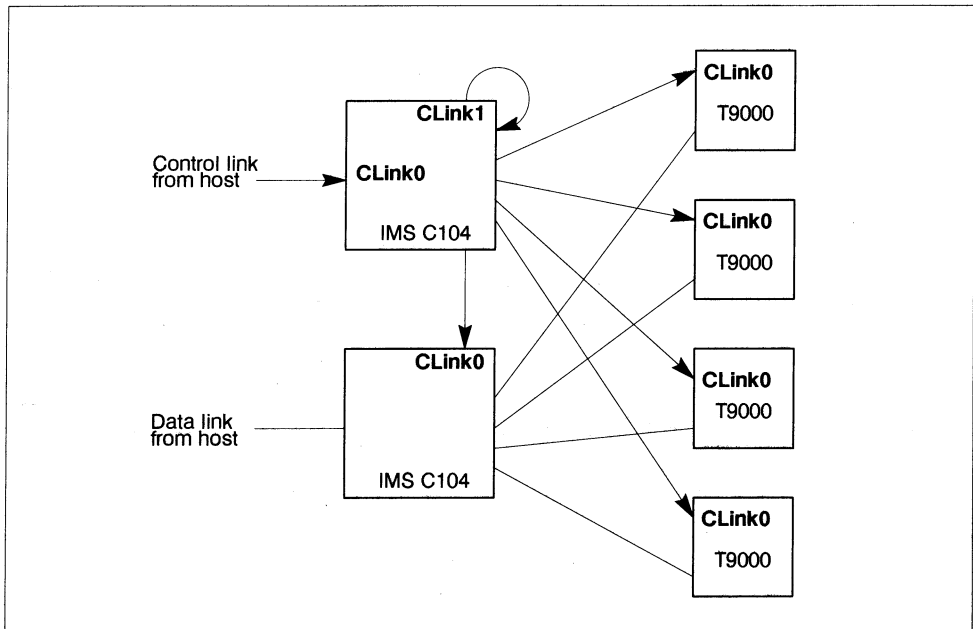 CLink0
T9000
CLink1
Control link
from host
CLink0
IMS C104
CLink0
T9000
CLink0
Data link
from host
IMS C104
CLink0
T9000
CLink0
T9000